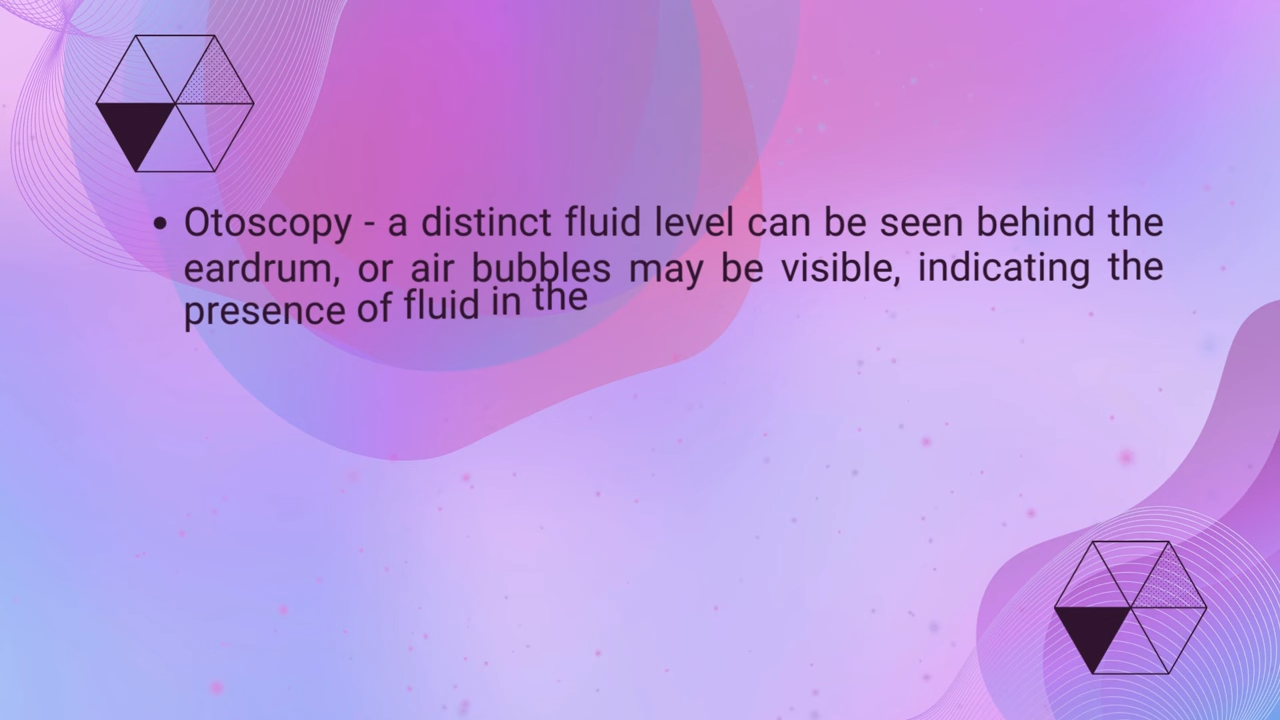 • Otoscopy - a distinct fluid level can be seen behind the
eardrum, or air bubbles may be visible, indicating the
presence of fluid in the